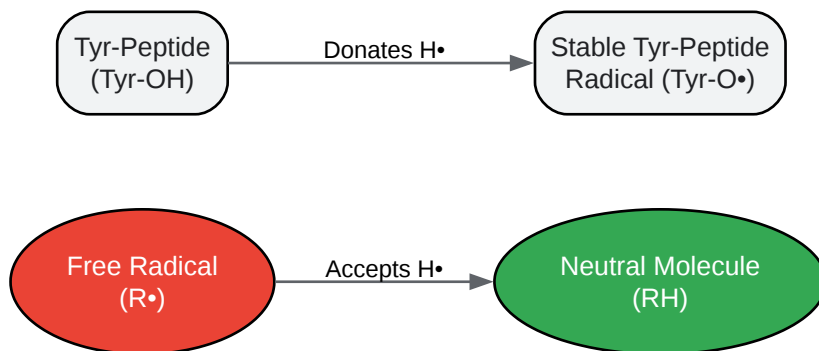 Tyr-Peptide
(Tyr-OH)
Donates H•
Stable Tyr-Peptide
Radical (Tyr-O•)
Free Radical
(R•)
Accepts H•
Neutral Molecule
(RH)